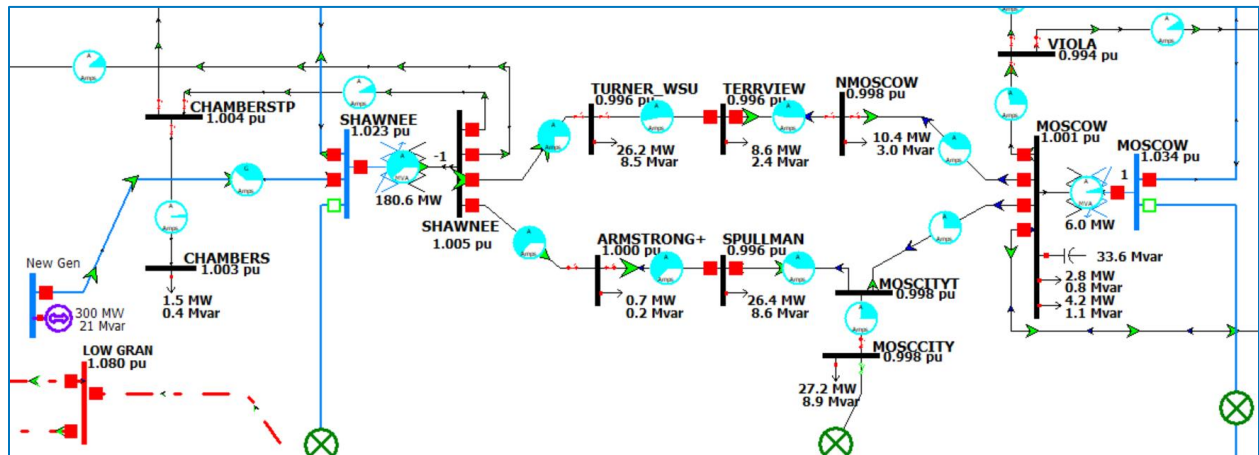 VIOLA
0.994 pu
A
Amps
CHAMBERSTP
1.004 pu
A
Amps
SHAWNEE
1.023 pu
TURNER_WSU
0.996 pu
TERRVIEW
0.996 pu
NMOSCOW
0.998 pu
26.2 MW
8.5 Mvar
8.6 MW
2.4 Mvar
10.4 MW
3.0 Mvar
MOSCOW
1.001 pu
MOSCOW
1.034 pu
-1
1
A
MVA
180.6 MW
G
Amps
SHAWNEE
1.005 pu
A
MVA
6.0 MW
CHAMBERS
1.003 pu
1.5 MW
0.4 Mvar
ARMSTRONG+
1.000 pu
SPULLMAN
0.996 pu
0.7 MW
0.2 Mvar
26.4 MW
8.6 Mvar
MOSCITYT
0.998 pu
33.6 Mvar
2.8 MW
0.8 Mvar
4.2 MW
1.1 Mvar
New Gen
300 MW
21 Mvar
LOW GRAN
1.080 pu
A
Amps
MOSCCITY
0.998 pu
27.2 MW
8.9 Mvar